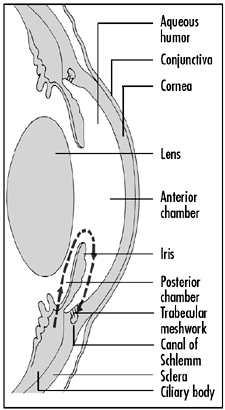 Aqueous
humor
Conjunctiva
Cornea
Lens
Anterior
chamber
Iris
Posterior
chamber
Trabecular
meshwork
Canal of
Schlemm
Sclera
Ciliary body